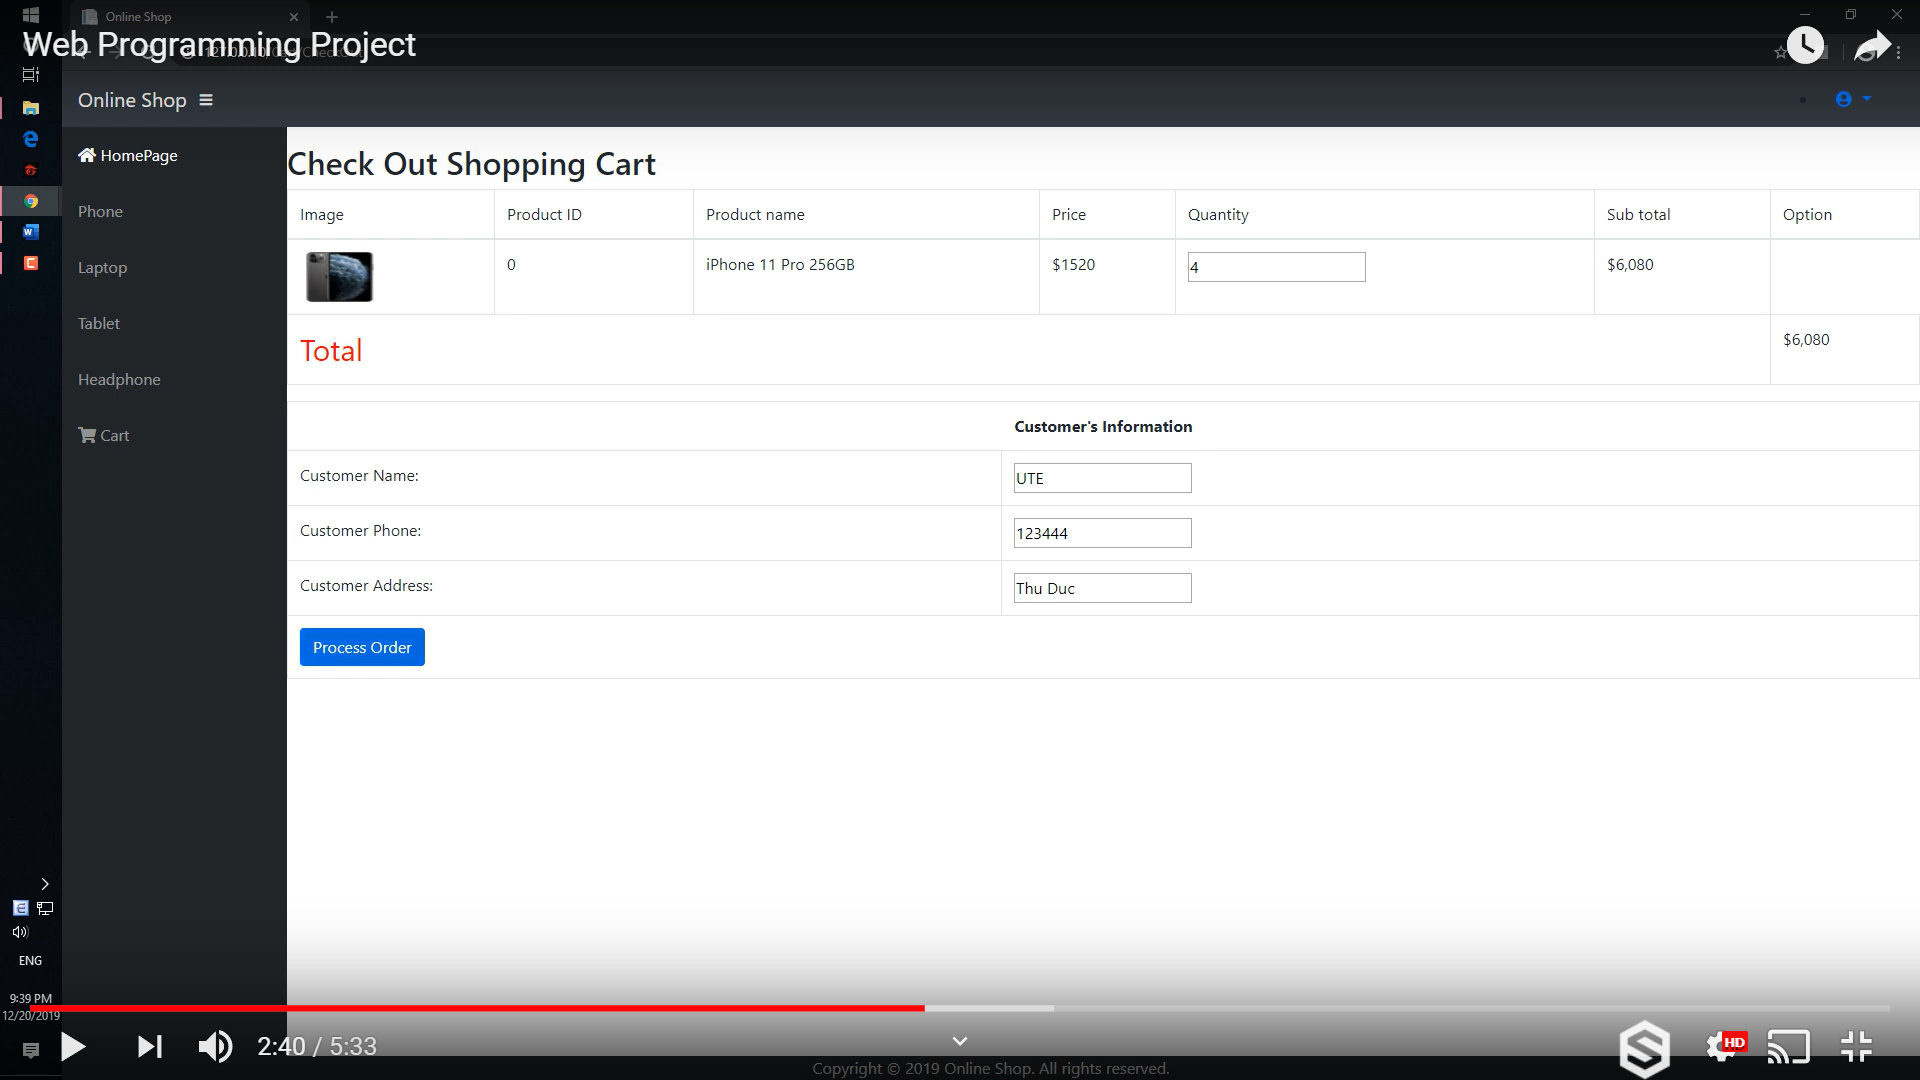 Online Shop
Web Programming Project
Online Shop
HomePage
Phone
Laptop
Tablet
Headphone
Cart
Check Out Shopping Cart
Image Product ID Product name Price Quantity Sub total Option
0 iPhone 11 Pro 256GB $1520 4 $6,080
Total $6,080
Customer's Information
Customer Name: UTE
Customer Phone: 123444
Customer Address: Thu Duc
Process Order
ENG
9:39 PM
12/20/2019
2:40 / 5:33
HD
Copyright © 2019 Online Shop. All rights reserved.